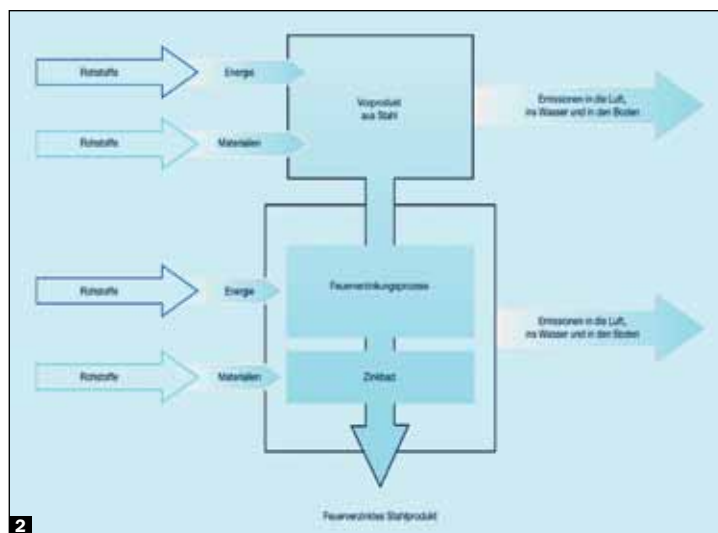 Rohstoffe
Energie
Rohstoffe
Materialien
Vorprodukt
aus Stahl
Emissionen in die Luft,
ins Wasser und in den Boden
Rohstoffe
Energie
Rohstoffe
Materialien
Feuerverzinkungsprozess
Zinkbad
Emissionen in die Luft,
ins Wasser und in den Boden
Feuerverzinktes Stahlprodukt
2